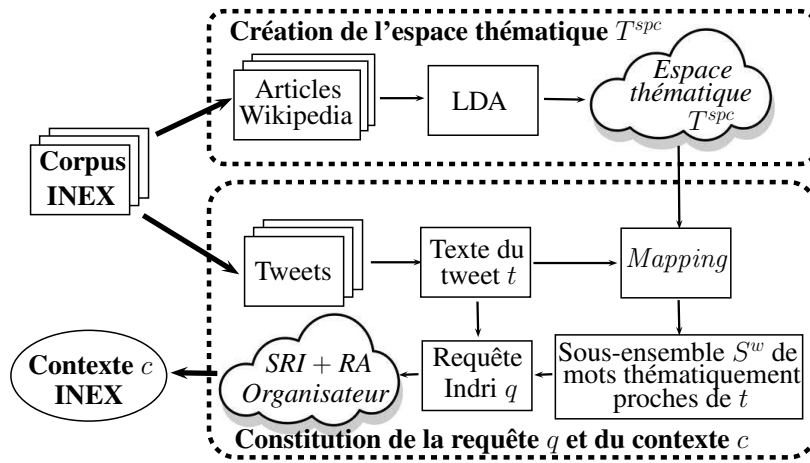 Création de l'espace thématique T^{spc}
Articles
Wikipedia
LDA
Espace
thématique
T^{spc}
Corpus
INEX
Tweets
Texte du
tweet t
Mapping
Contexte c
INEX
SRI + RA
Organisateur
Requête
Indri q
Sous-ensemble S^w de
mots thématiquement
proches de t
Constitution de la requête q et du contexte c